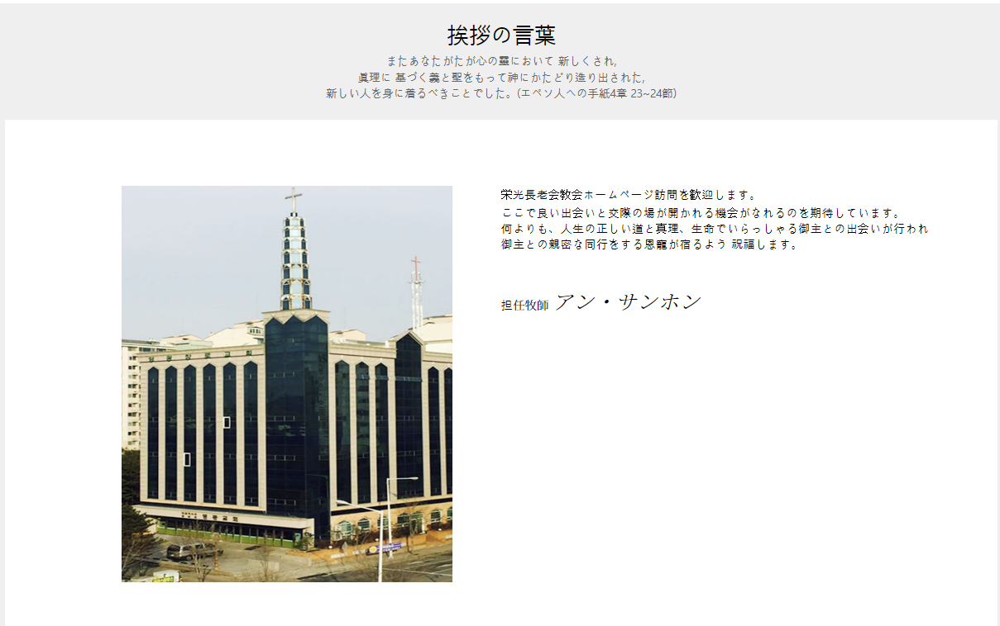 挨拶の言葉
またあなたがたが心の靈において 新しくされ,
眞理に 基づく義と聖をもって神にかたどり造り出された,
新しい人を身に着るべきことでした。(エペソ人への手紙4章 23~24節)
栄光長老会教会ホームページ訪問を歓迎します。
ここで良い出会いと交際の場が開かれる機会がなれるのを期待しています。
何よりも、人生の正しい道と真理、生命でいらっしゃる御主との出会いが行われ
御主との親密な同行をする恩寵が宿るよう 祝福します。
担任牧師 アン・サンホン
영광장로교회
영광교회